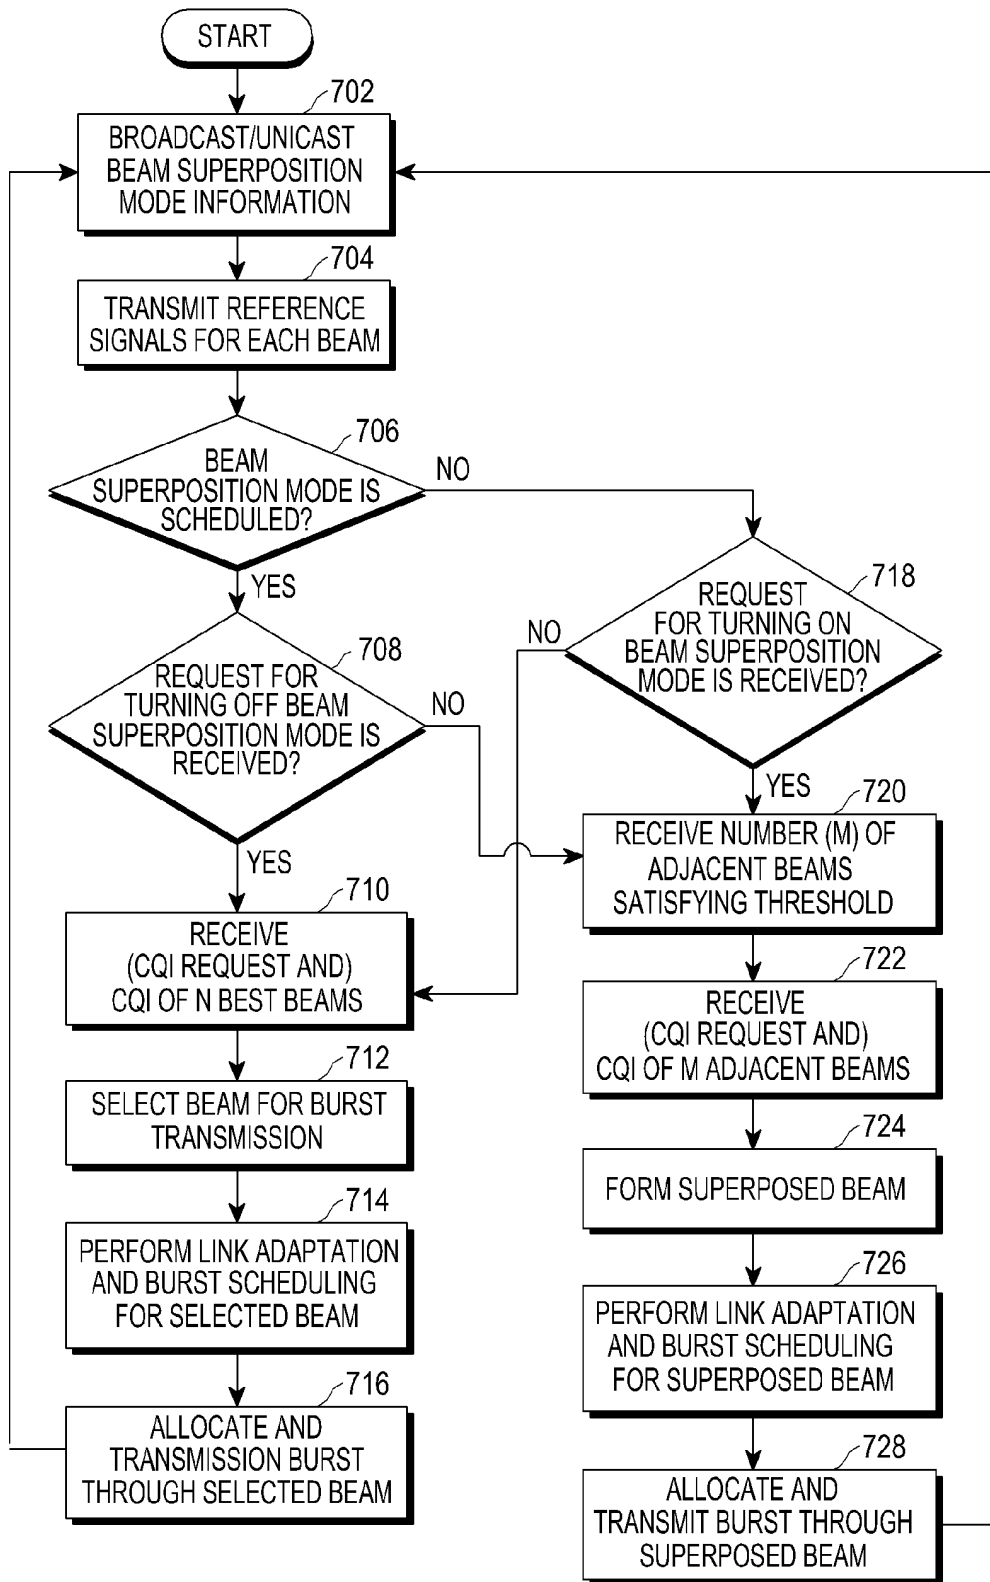 START
702
BROADCAST/UNICAST
BEAM SUPERPOSITION
MODE INFORMATION
704
TRANSMIT REFERENCE
SIGNALS FOR EACH BEAM
706
BEAM
SUPERPOSITION MODE IS
SCHEDULED?
NO
YES
708
REQUEST FOR
TURNING OFF BEAM
SUPERPOSITION MODE IS
RECEIVED?
NO
YES
710
RECEIVE
(CQI REQUEST AND)
CQI OF N BEST BEAMS
712
SELECT BEAM FOR BURST
TRANSMISSION
714
PERFORM LINK ADAPTATION
AND BURST SCHEDULING
FOR SELECTED BEAM
716
ALLOCATE AND
TRANSMISSION BURST
THROUGH SELECTED BEAM
718
REQUEST
FOR TURNING ON
BEAM SUPERPOSITION
MODE IS RECEIVED?
NO
YES
720
RECEIVE NUMBER (M) OF
ADJACENT BEAMS
SATISFYING THRESHOLD
722
RECEIVE
(CQI REQUEST AND)
CQI OF M ADJACENT BEAMS
724
FORM SUPERPOSED BEAM
726
PERFORM LINK ADAPTATION
AND BURST SCHEDULING
FOR SUPERPOSED BEAM
728
ALLOCATE AND
TRANSMIT BURST THROUGH
SUPERPOSED BEAM